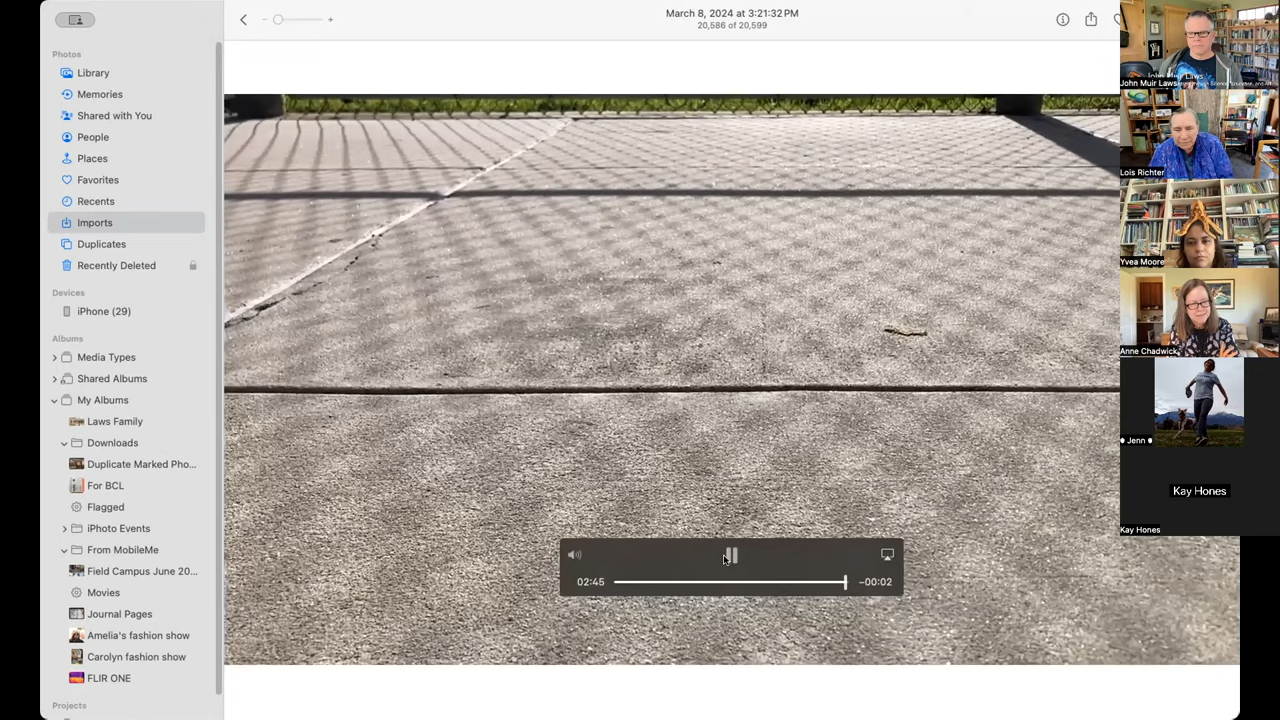 March 8, 2024 at 3:21:32 PM
20,586 of 20,599
Photos
Library
Memories
Shared with You
People
Places
Favorites
Recents
Imports
Duplicates
Recently Deleted
Devices
iPhone (29)
Albums
Media Types
Shared Albums
My Albums
Laws Family
Downloads
Duplicate Marked Pho...
For BCL
Flagged
iPhoto Events
From MobileMe
Field Campus June 20...
Movies
Journal Pages
Amelia's fashion show
Carolyn fashion show
FLIR ONE
Projects
02:45
−00:02
John Muir Laws
John Muir Laws
Lois Richter
Yvea Moore
Anne Chadwick
Jenn
Kay Hones
Kay Hones